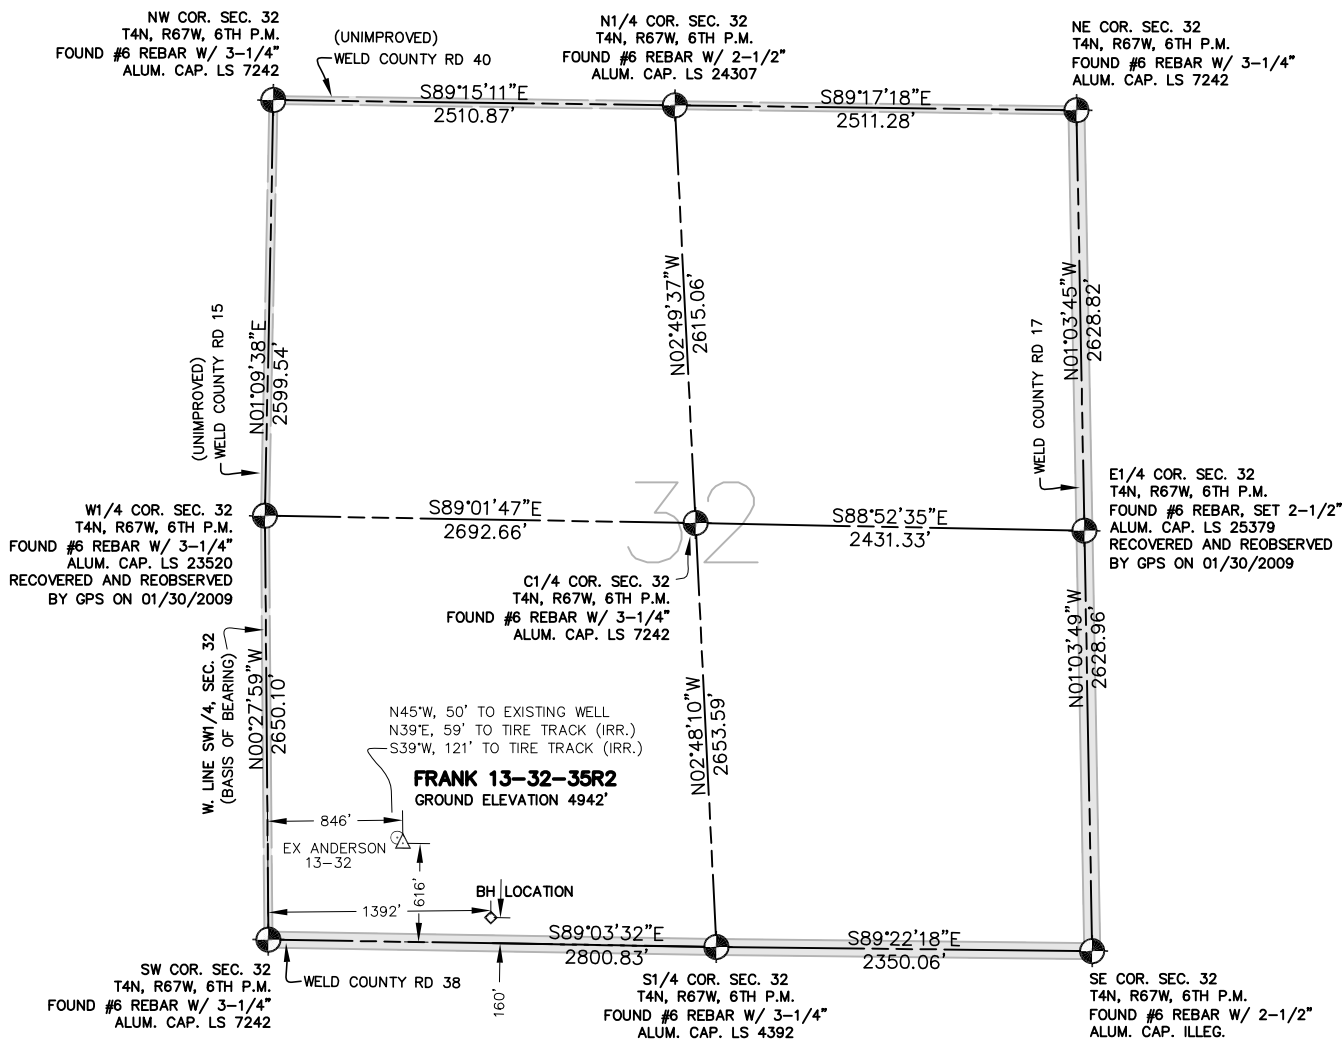 NW COR. SEC. 32
T4N, R67W, 6TH P.M.
FOUND #6 REBAR W/ 3-1/4"
ALUM. CAP. LS 7242
(UNIMPROVED)
WELD COUNTY RD 40
N1/4 COR. SEC. 32
T4N, R67W, 6TH P.M.
FOUND #6 REBAR W/ 2-1/2"
ALUM. CAP. LS 24307
NE COR. SEC. 32
T4N, R67W, 6TH P.M.
FOUND #6 REBAR W/ 3-1/4"
ALUM. CAP. LS 7242
S89°15'11"E
2510.87'
S89°17'18"E
2511.28'
N01°09'38"E
2599.54'
(UNIMPROVED)
WELD COUNTY RD 15
N02°49'37"W
2615.06'
N01°03'45"W
2628.82
WELD COUNTY RD 17
W1/4 COR. SEC. 32
T4N, R67W, 6TH P.M.
FOUND #6 REBAR W/ 3-1/4"
ALUM. CAP. LS 23520
RECOVERED AND REOBSERVED
BY GPS ON 01/30/2009
S89°01'47"E
2692.66'
32
S88°52'35"E
2431.33'
E1/4 COR. SEC. 32
T4N, R67W, 6TH P.M.
FOUND #6 REBAR, SET 2-1/2"
ALUM. CAP. LS 25379
RECOVERED AND REOBSERVED
BY GPS ON 01/30/2009
C1/4 COR. SEC. 32
T4N, R67W, 6TH P.M.
FOUND #6 REBAR W/ 3-1/4"
ALUM. CAP. LS 7242
W. LINE SW1/4, SEC. 32
(BASIS OF BEARING)
N00°27'59"W
2650.10'
N02°48'10"W
2653.59'
N01°03'49"W
2628.96'
N45°W, 50' TO EXISTING WELL
N39°E, 59' TO TIRE TRACK (IRR.)
S39°W, 121' TO TIRE TRACK (IRR.)
FRANK 13-32-35R2
GROUND ELEVATION 4942'
846'
EX ANDERSON
13-32
616'
BH LOCATION
1392'
160'
S89°03'32"E
2800.83'
S89°22'18"E
2350.06'
SW COR. SEC. 32
T4N, R67W, 6TH P.M.
FOUND #6 REBAR W/ 3-1/4"
ALUM. CAP. LS 7242
WELD COUNTY RD 38
S1/4 COR. SEC. 32
T4N, R67W, 6TH P.M.
FOUND #6 REBAR W/ 3-1/4"
ALUM. CAP. LS 4392
SE COR. SEC. 32
T4N, R67W, 6TH P.M.
FOUND #6 REBAR W/ 2-1/2"
ALUM. CAP. ILLEG.